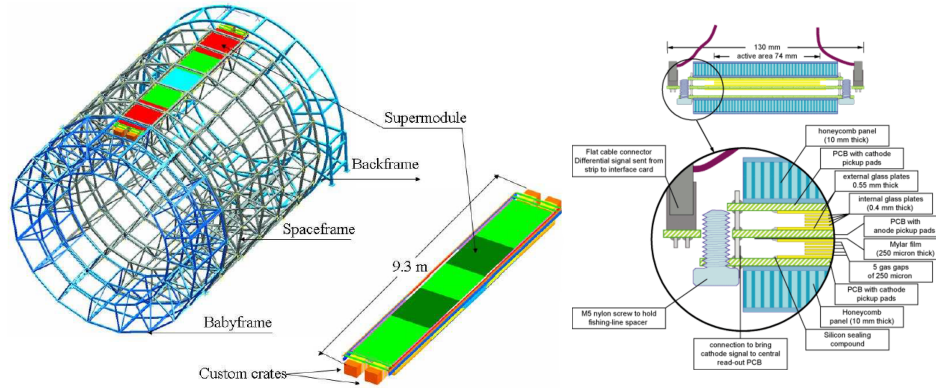 Supermodule
Backframe
Spaceframe
9.3 m
Babyframe
Custom crates
130 mm
active area 74 mm
Flat cable connector
Differential signal sent from
strip to interface card
M5 nylon screw to hold
fishing-line spacer
connection to bring
cathode signal to central
read-out PCB
honeycomb panel
(10 mm thick)
PCB with cathode
pickup pads
external glass plates
0.55 mm thick
internal glass plates
(0.4 mm thick)
PCB with
anode pickup pads
Mylar film
(250 micron thick)
5 gas gaps
of 250 micron
PCB with cathode
pickup pads
Honeycomb
panel (10 mm thick)
Silicon sealing
compound